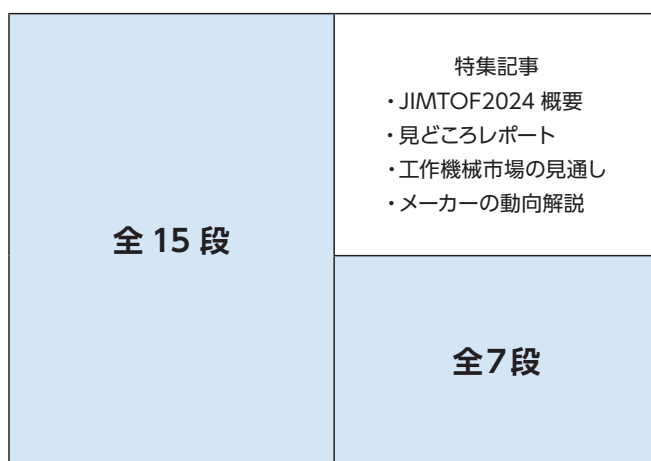 全 15 段
特集記事
・JIMTOF2024 概要
・見どころレポート
・工作機械市場の見通し
・メーカーの動向解説
全7段